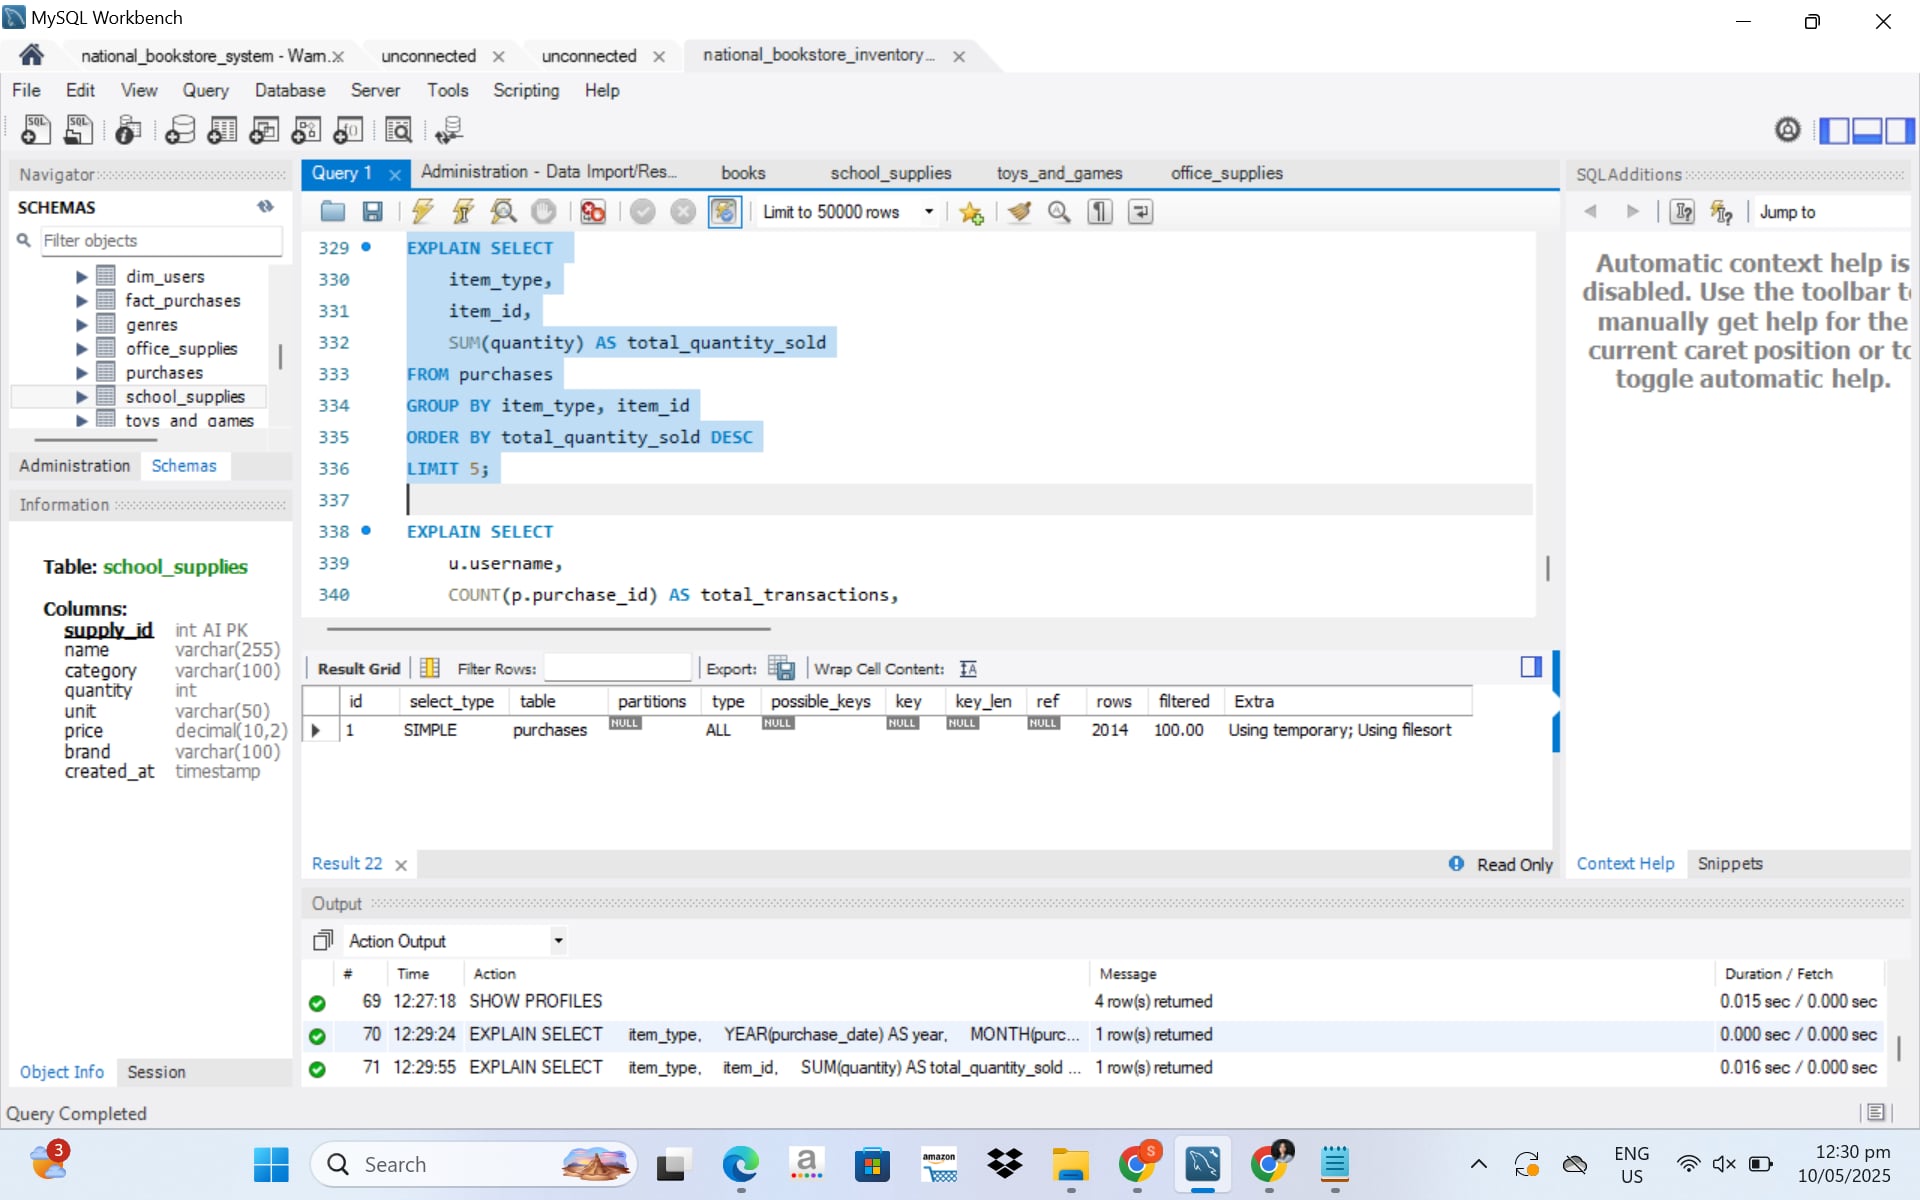 MySQL Workbench
national_bookstore_system - Warn.
unconnected
unconnected
national_bookstore_inventory...
File Edit View Query Database Server Tools Scripting Help
Navigator
SCHEMAS
Filter objects
dim_users
fact_purchases
genres
office_supplies
purchases
school_supplies
toys_and_games
Administration Schemas
Information
Table: school_supplies
Columns:
supply_id int AI PK
name varchar(255)
category varchar(100)
quantity int
unit varchar(50)
price decimal(10,2)
brand varchar(100)
created_at timestamp
Object Info Session
Query 1
Administration - Data Import/Res...
books
school_supplies
toys_and_games
office_supplies
Limit to 50000 rows
329 EXPLAIN SELECT
330 item_type,
331 item_id,
332 SUM(quantity) AS total_quantity_sold
333 FROM purchases
334 GROUP BY item_type, item_id
335 ORDER BY total_quantity_sold DESC
336 LIMIT 5;
337
338 EXPLAIN SELECT
339 u.username,
340 COUNT(p.purchase_id) AS total_transactions,
Result Grid Filter Rows: Export: Wrap Cell Content:
id select_type table partitions type possible_keys key key_len ref rows filtered Extra
1 SIMPLE purchases NULL ALL NULL NULL NULL NULL 2014 100.00 Using temporary; Using filesort
Result 22
Read Only
SQLAdditions
Jump to
Automatic context help is
disabled. Use the toolbar to
manually get help for the
current caret position or to
toggle automatic help.
Context Help Snippets
Output
Action Output
# Time Action Message Duration / Fetch
69 12:27:18 SHOW PROFILES 4 row(s) returned 0.015 sec / 0.000 sec
70 12:29:24 EXPLAIN SELECT item_type, YEAR(purchase_date) AS year, MONTH(purc... 1 row(s) returned 0.000 sec / 0.000 sec
71 12:29:55 EXPLAIN SELECT item_type, item_id, SUM(quantity) AS total_quantity_sold ... 1 row(s) returned 0.016 sec / 0.000 sec
Query Completed
3
Search
a
amazon
S
ENG
US
12:30 pm
10/05/2025